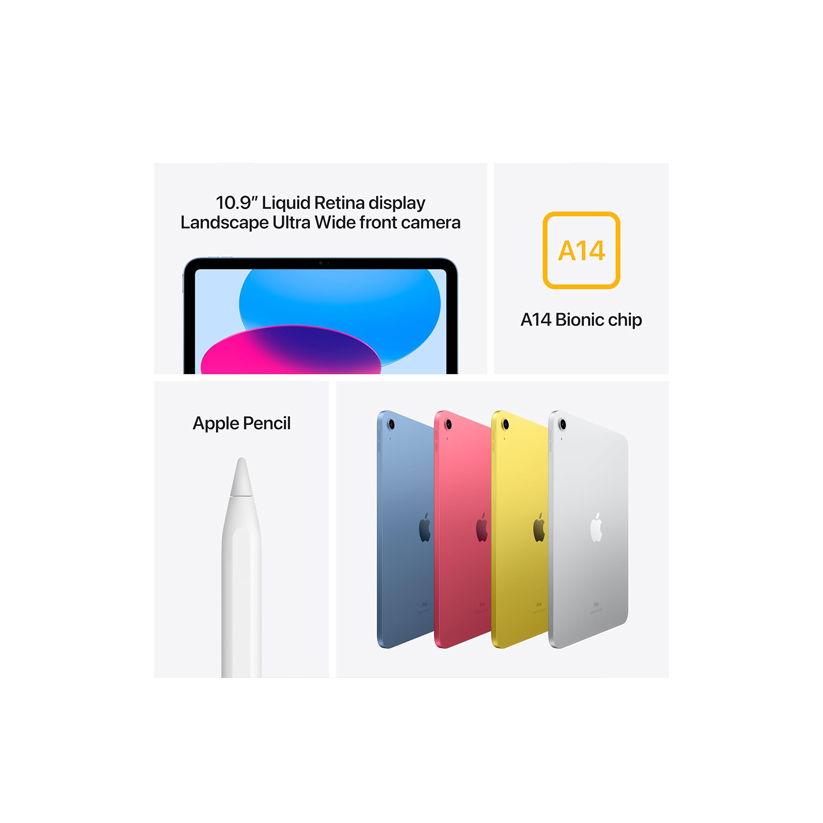 10.9” Liquid Retina display
Landscape Ultra Wide front camera
A14
A14 Bionic chip
Apple Pencil